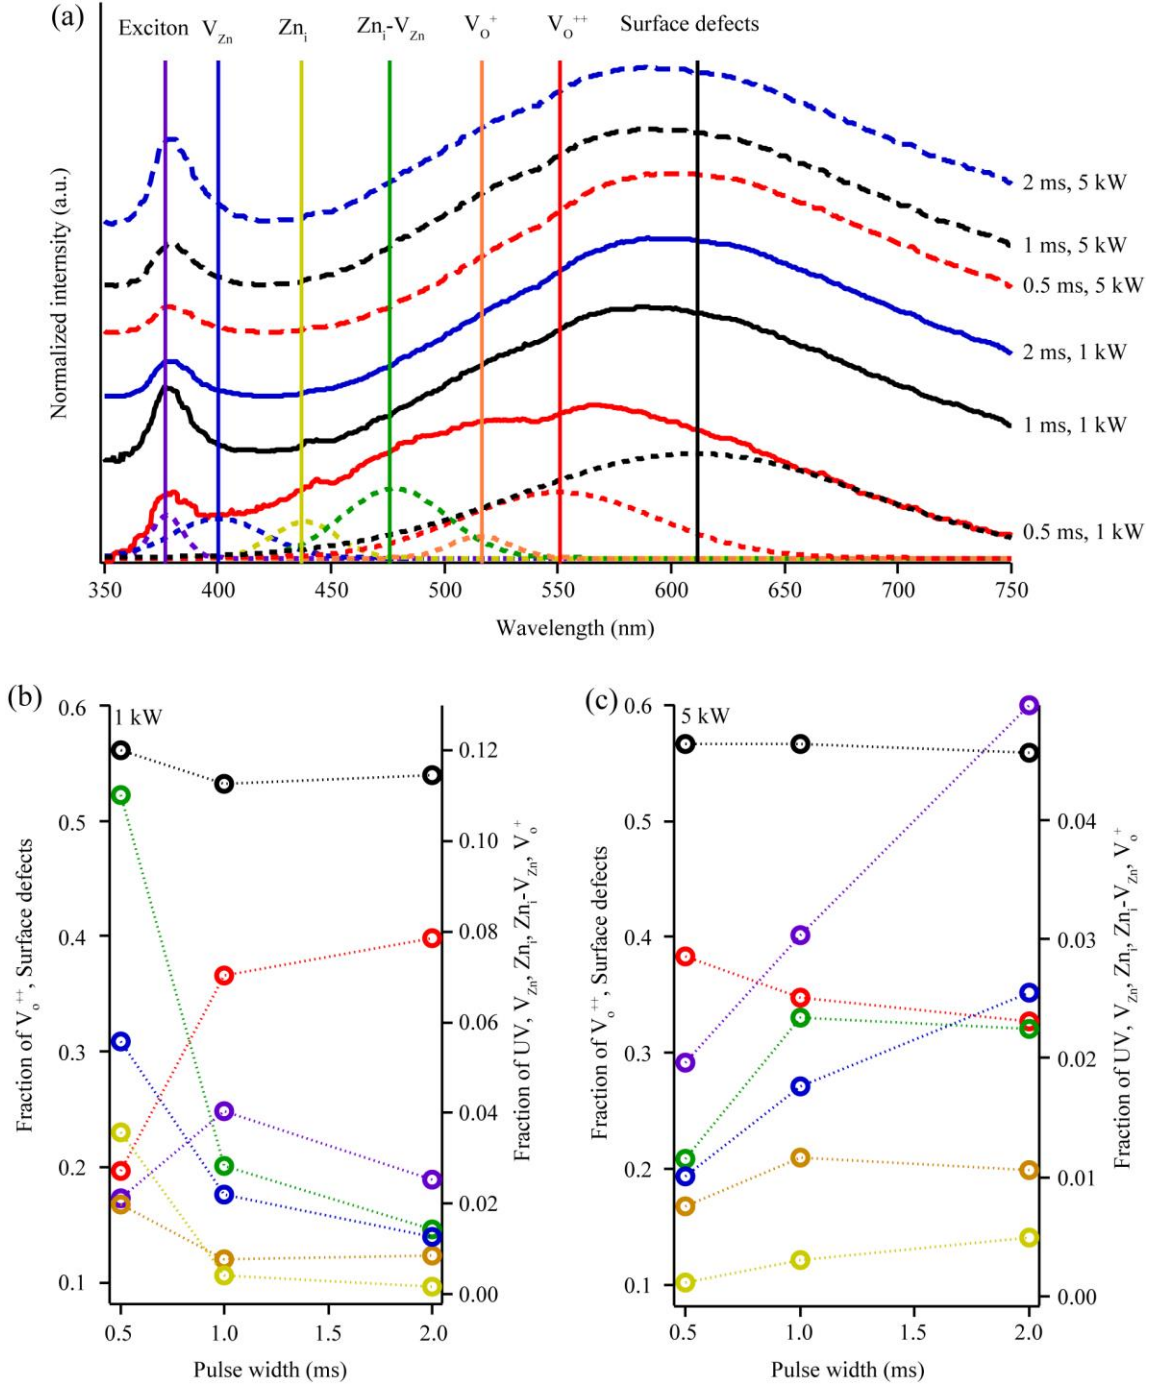 (a)
Exciton V_Zn Zn_i Zn_i-V_Zn V_O^+ V_O^++ Surface defects
Normalized intensity (a.u.)
2 ms, 5 kW
1 ms, 5 kW
0.5 ms, 5 kW
2 ms, 1 kW
1 ms, 1 kW
0.5 ms, 1 kW
350 400 450 500 550 600 650 700 750
Wavelength (nm)
(b)
1 kW
Fraction of V_o^++, Surface defects
0.6
0.5
0.4
0.3
0.2
0.1
0.12
0.10
0.08
0.06
0.04
0.02
0.00
Fraction of UV, V_Zn, Zn_i, Zn_i-V_Zn, V_o^+
0.5 1.0 1.5 2.0
Pulse width (ms)
(c)
5 kW
Fraction of V_o^++, Surface defects
0.6
0.5
0.4
0.3
0.2
0.1
0.04
0.03
0.02
0.01
0.00
Fraction of UV, V_Zn, Zn_i, Zn_i-V_Zn, V_o^+
0.5 1.0 1.5 2.0
Pulse width (ms)